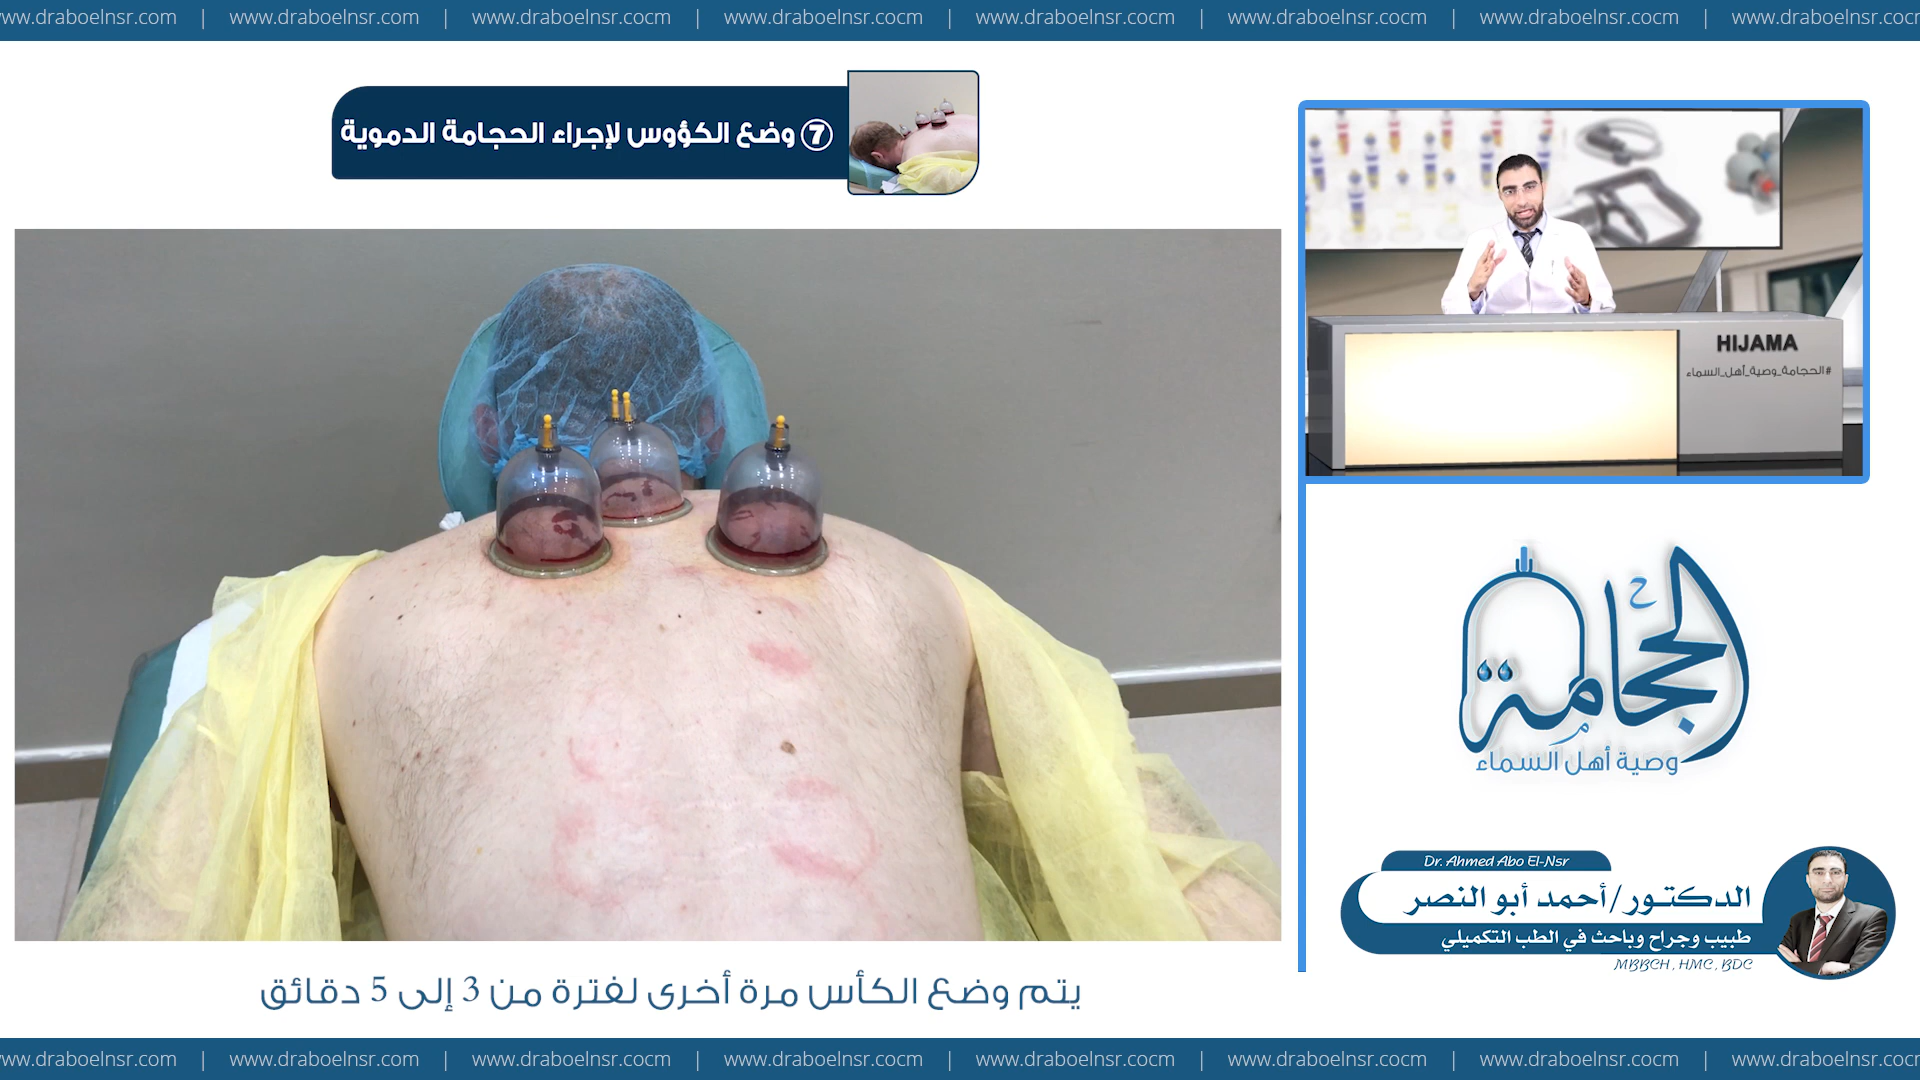 www.draboelnsr.com | www.draboelnsr.com | www.draboelnsr.cocm | www.draboelnsr.cocm | www.draboelnsr.cocm | www.draboelnsr.cocm | www.draboelnsr.cocm
⑦ وضع الكؤوس لإجراء الحجامة الدموية
HIJAMA
#الحجامة_وصية_أهل_السماء
الحجامة
وصية أهل السماء
Dr. Ahmed Abo El-Nsr
الدكتور/أحمد أبو النصر
طبيب وجراح وباحث في الطب التكميلي
MBBCH , HMC , BDC
يتم وضع الكأس مرة أخرى لفترة من 3 إلى 5 دقائق
www.draboelnsr.com | www.draboelnsr.com | www.draboelnsr.cocm | www.draboelnsr.cocm | www.draboelnsr.cocm | www.draboelnsr.cocm | www.draboelnsr.cocm